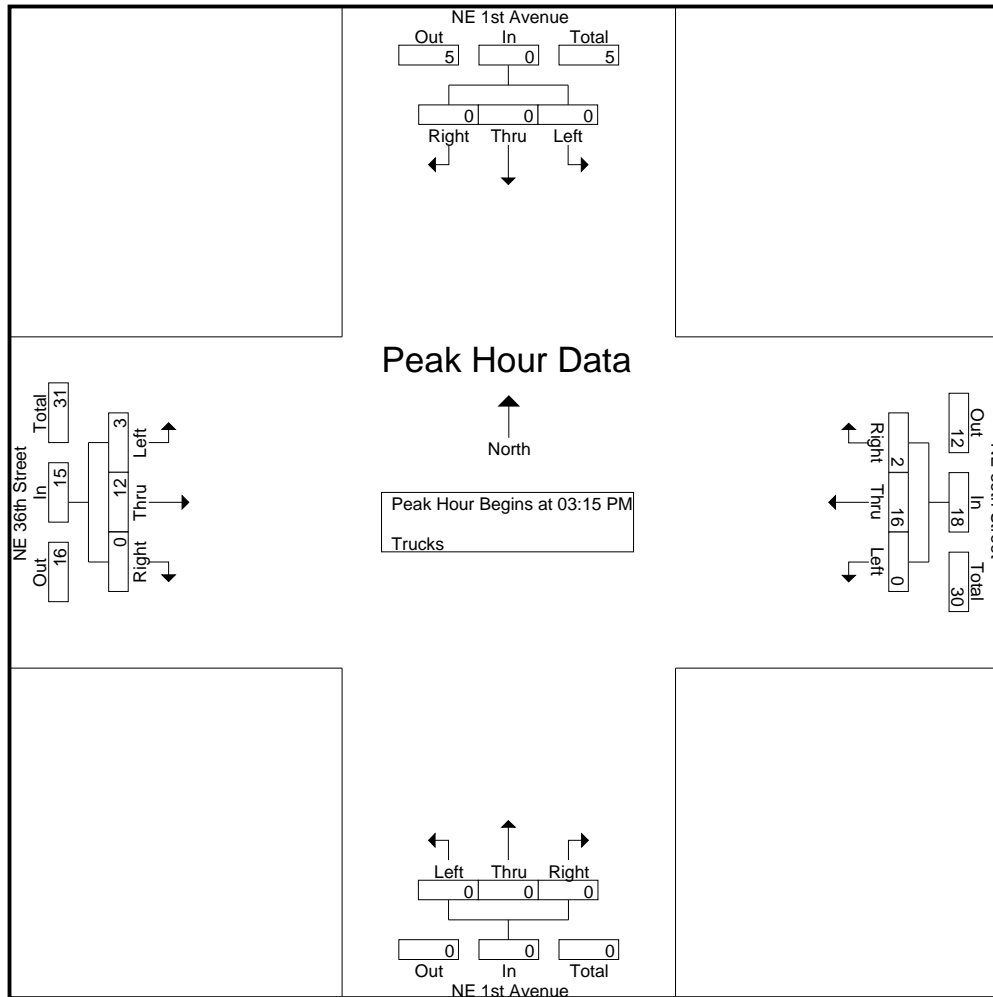 NE 1st Avenue
Out In Total
5 0 5
0 0 0
Right Thru Left
Peak Hour Data
North
Peak Hour Begins at 03:15 PM
Trucks
NE 36th Street
Out In Total
16 15 31
0 12 3
Right Thru Left
Out In Total
12 18 30
2 16 0
Right Thru Left
Left Thru Right
0 0 0
0 0 0
Out In Total
NE 1st Avenue